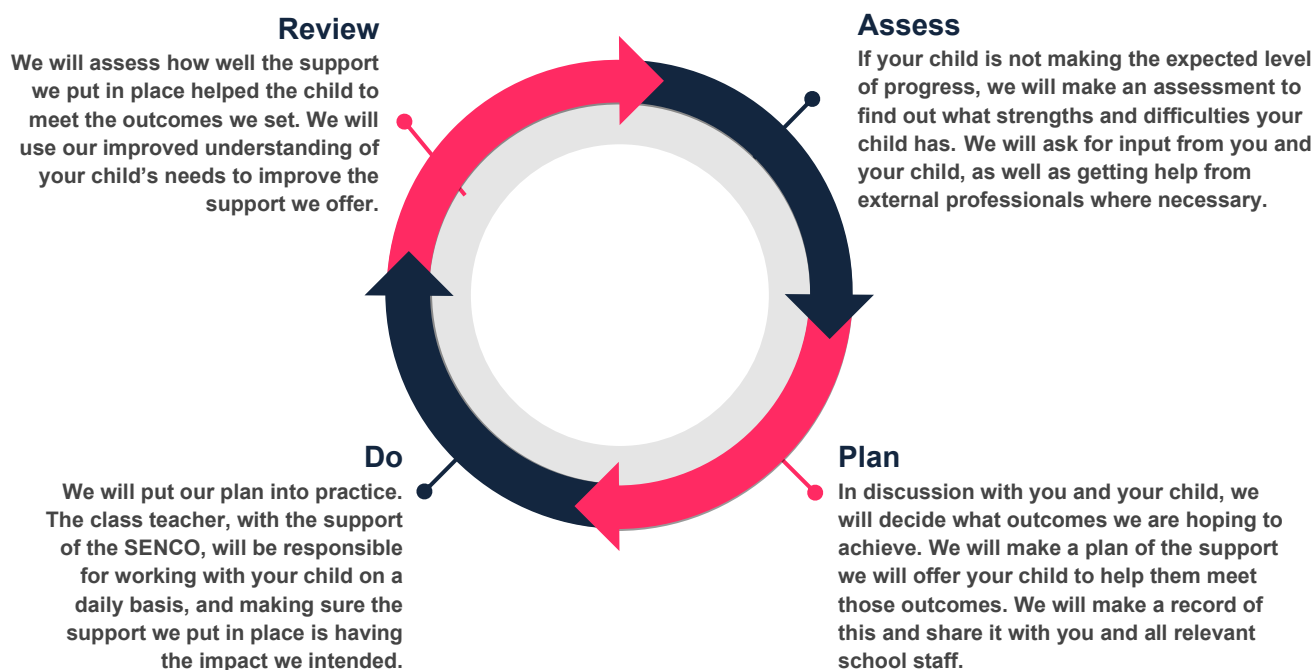 Review
We will assess how well the support
we put in place helped the child to
meet the outcomes we set. We will
use our improved understanding of
your child’s needs to improve the
support we offer.
Assess
If your child is not making the expected level
of progress, we will make an assessment to
find out what strengths and difficulties your
child has. We will ask for input from you and
your child, as well as getting help from
external professionals where necessary.
Do
We will put our plan into practice.
The class teacher, with the support
of the SENCO, will be responsible
for working with your child on a
daily basis, and making sure the
support we put in place is having
the impact we intended.
Plan
In discussion with you and your child, we
will decide what outcomes we are hoping to
achieve. We will make a plan of the support
we will offer your child to help them meet
those outcomes. We will make a record of
this and share it with you and all relevant
school staff.